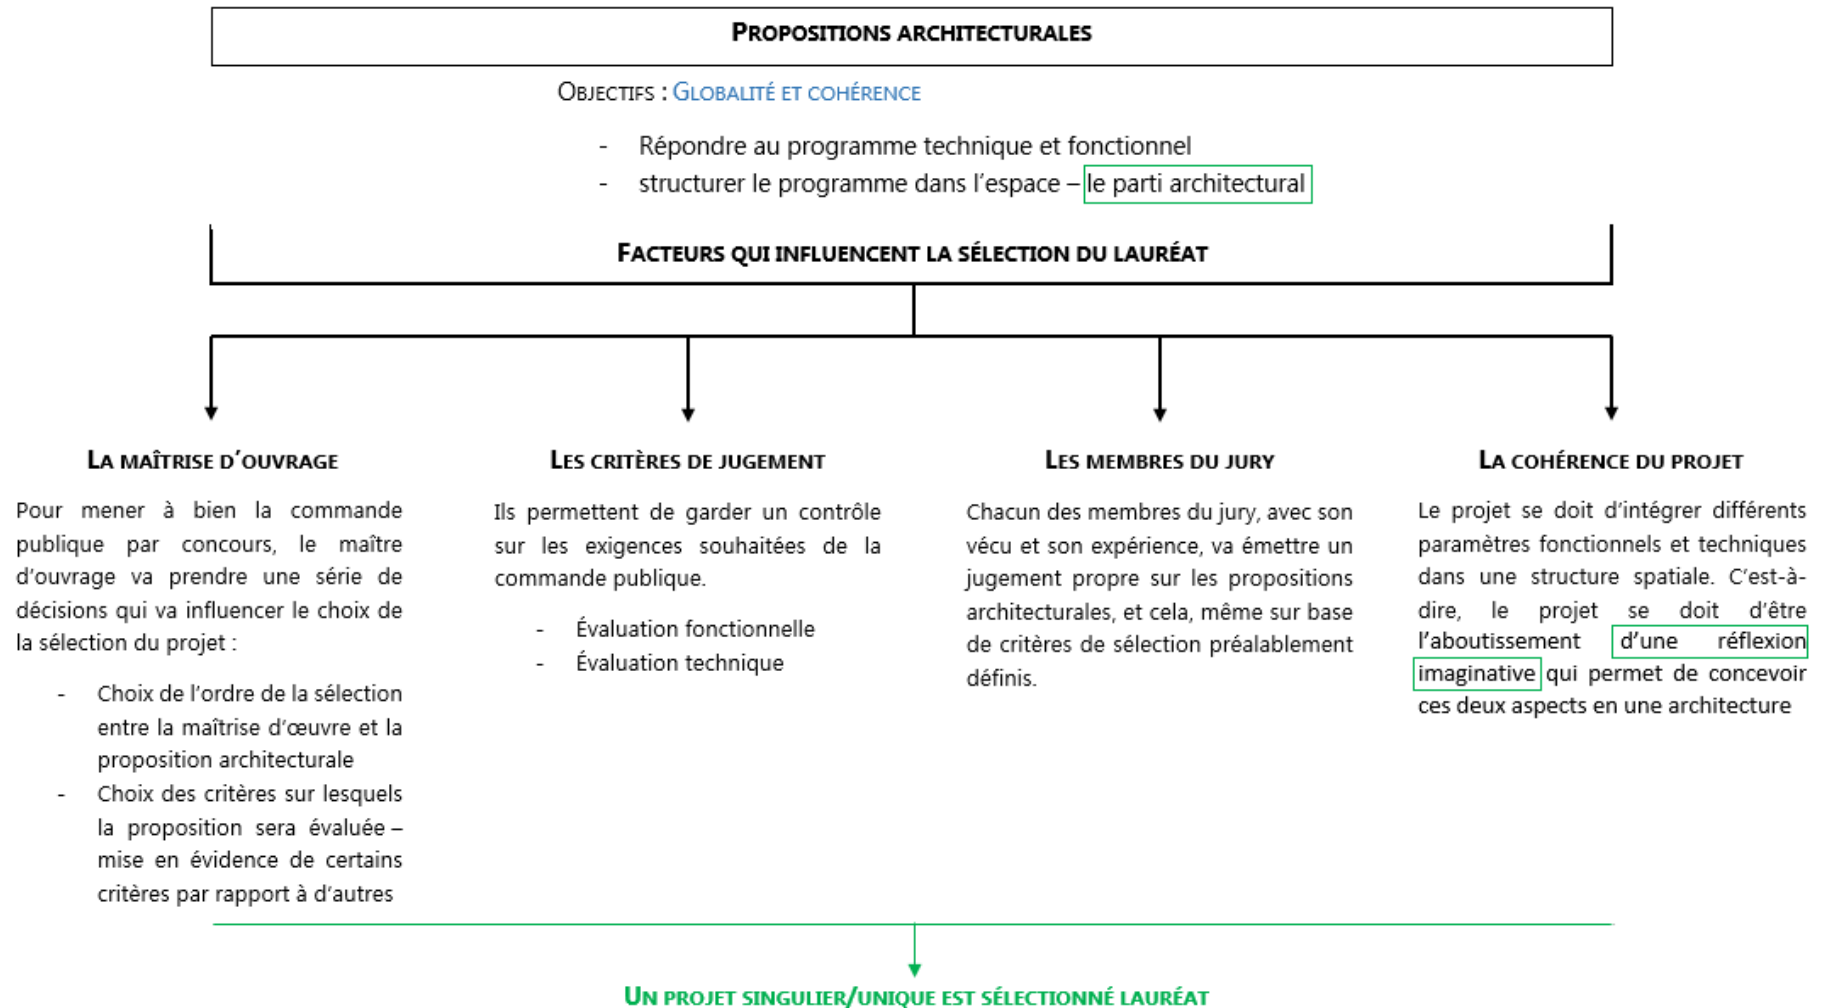 PROPOSITIONS ARCHITECTURALES
OBJECTIFS : GLOBALITÉ ET COHÉRENCE
- Répondre au programme technique et fonctionnel
- structurer le programme dans l'espace – le parti architectural
FACTEURS QUI INFLUENCENT LA SÉLECTION DU LAURÉAT
LA MAÎTRISE D'OUVRAGE
Pour mener à bien la commande
publique par concours, le maître
d'ouvrage va prendre une série de
décisions qui va influencer le choix de
la sélection du projet :
- Choix de l'ordre de la sélection
entre la maîtrise d'œuvre et la
proposition architecturale
- Choix des critères sur lesquels
la proposition sera évaluée –
mise en évidence de certains
critères par rapport à d'autres
LES CRITÈRES DE JUGEMENT
Ils permettent de garder un contrôle
sur les exigences souhaitées de la
commande publique.
- Évaluation fonctionnelle
- Évaluation technique
LES MEMBRES DU JURY
Chacun des membres du jury, avec son
vécu et son expérience, va émettre un
jugement propre sur les propositions
architecturales, et cela, même sur base
de critères de sélection préalablement
définis.
LA COHÉRENCE DU PROJET
Le projet se doit d'intégrer différents
paramètres fonctionnels et techniques
dans une structure spatiale. C'est-à-
dire, le projet se doit d'être
l'aboutissement d'une réflexion
imaginative qui permet de concevoir
ces deux aspects en une architecture
UN PROJET SINGULIER/UNIQUE EST SÉLECTIONNÉ LAURÉAT